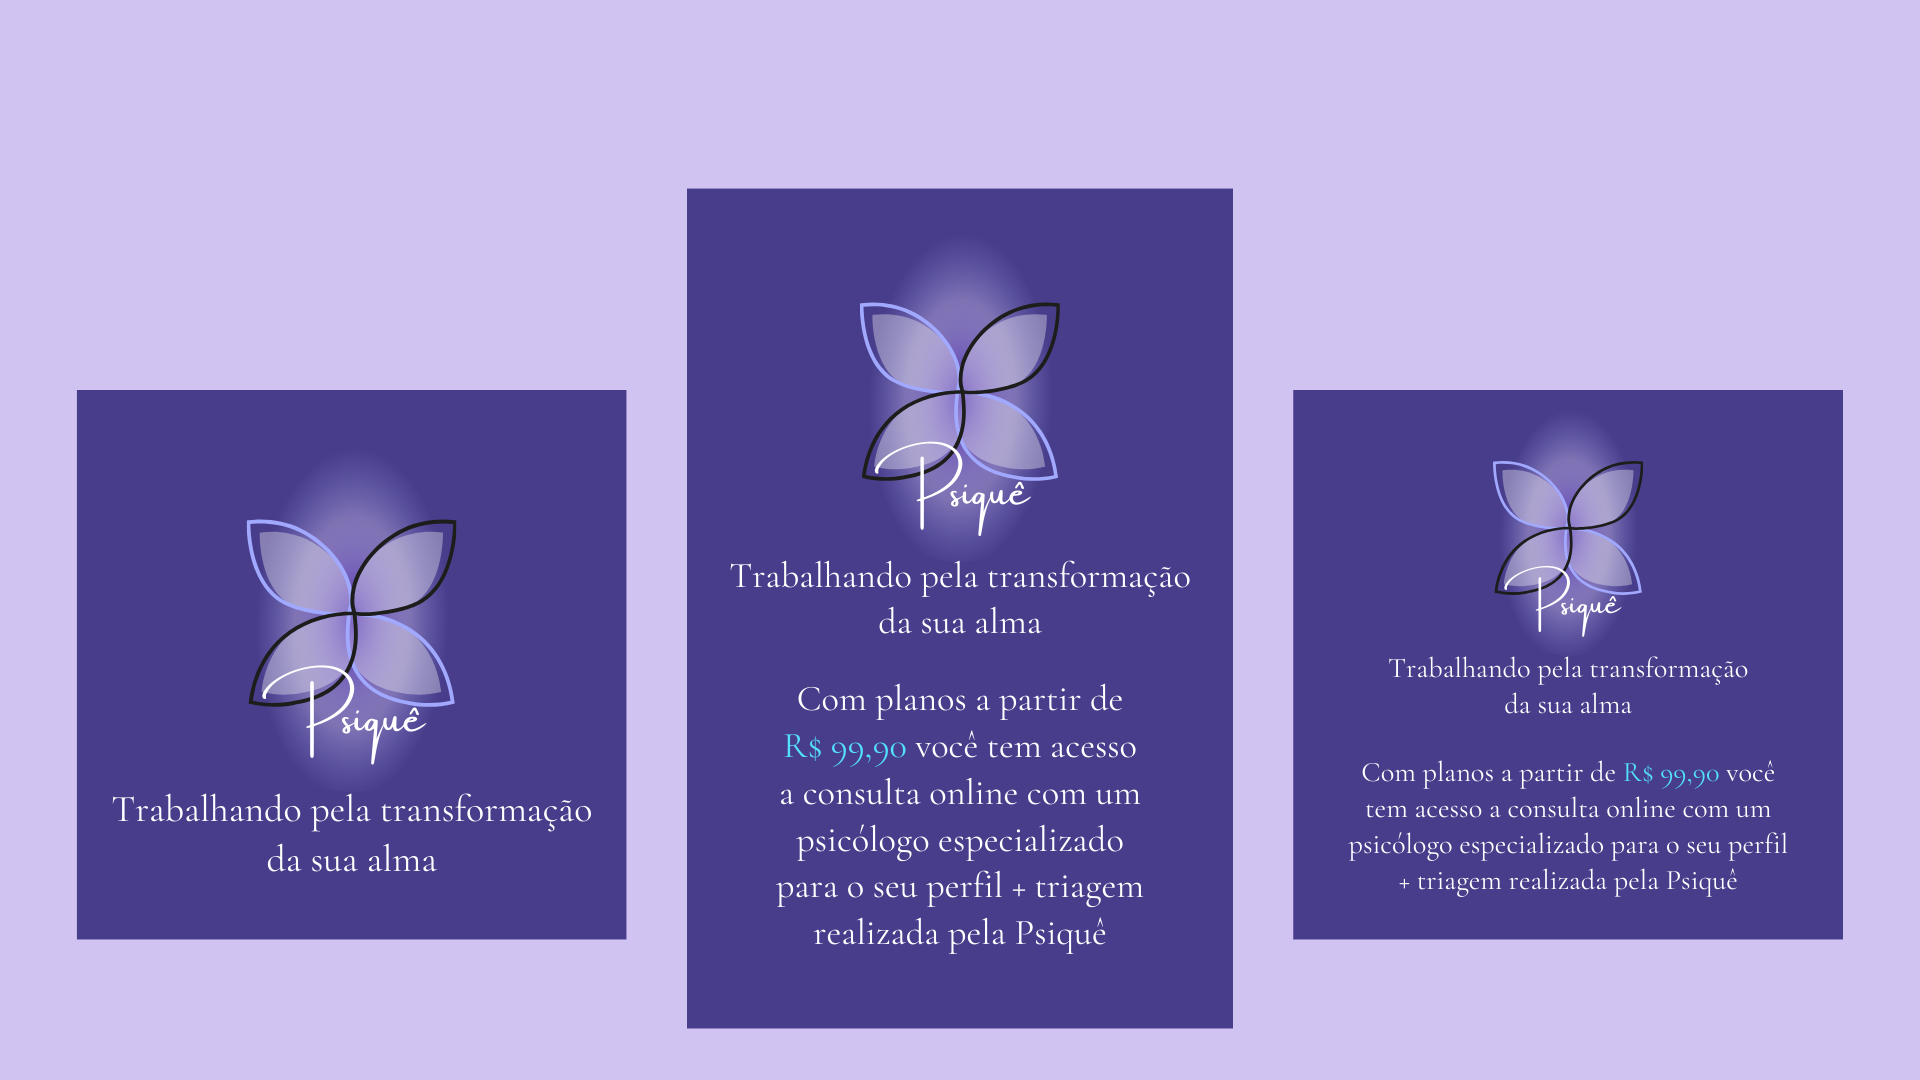 Psiquê
Trabalhando pela transformação
da sua alma
Psiquê
Trabalhando pela transformação
da sua alma
Com planos a partir de
R$ 99,90 você tem acesso
a consulta online com um
psicólogo especializado
para o seu perfil + triagem
realizada pela Psiquê
Psiquê
Trabalhando pela transformação
da sua alma
Com planos a partir de R$ 99,90 você
tem acesso a consulta online com um
psicólogo especializado para o seu perfil
+ triagem realizada pela Psiquê